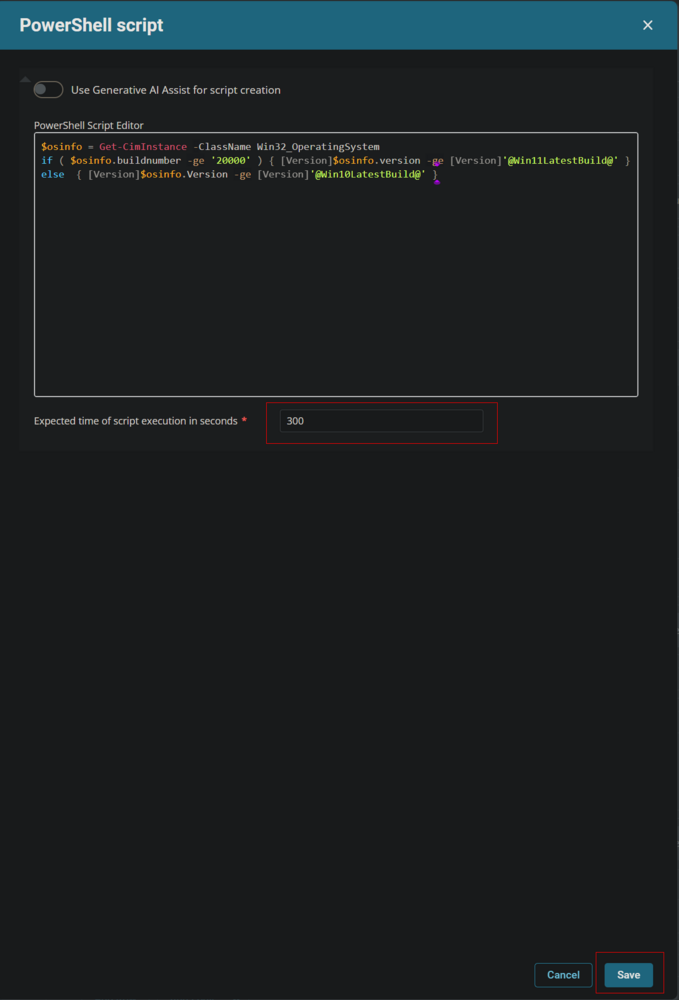 PowerShell script
Use Generative AI Assist for script creation
PowerShell Script Editor
$osinfo = Get-CimInstance -ClassName Win32_OperatingSystem
if ( $osinfo.buildnumber -ge '20000' ) { [Version]$osinfo.version -ge [Version]'@Win11LatestBuild@' }
else  { [Version]$osinfo.Version -ge [Version]'@Win10LatestBuild@' }
Expected time of script execution in seconds *
300
Cancel
Save